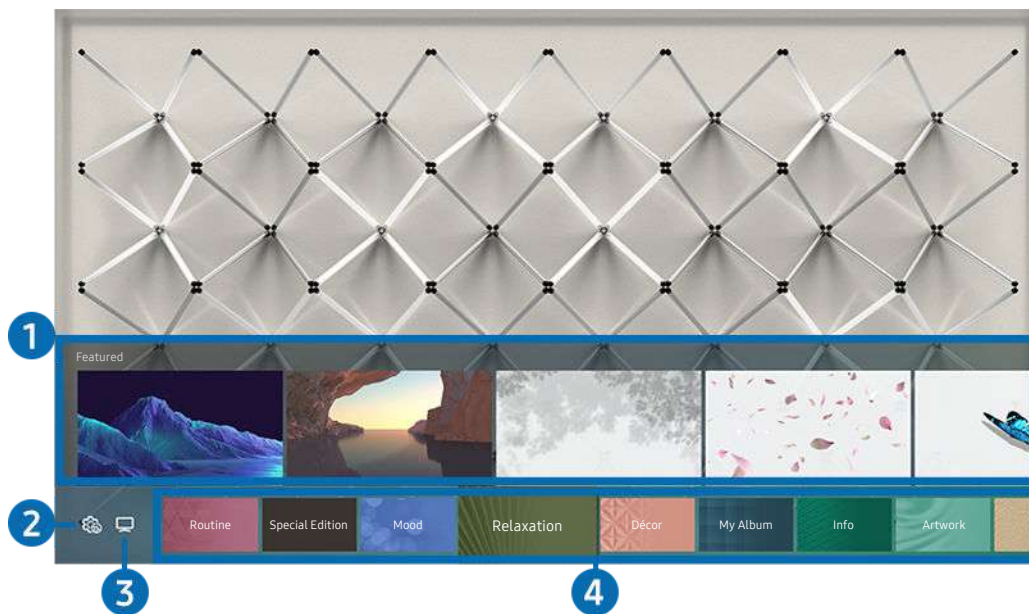 1
Featured
2
Routine Special Edition Mood Relaxation Décor My Album Info Artwork
3
4